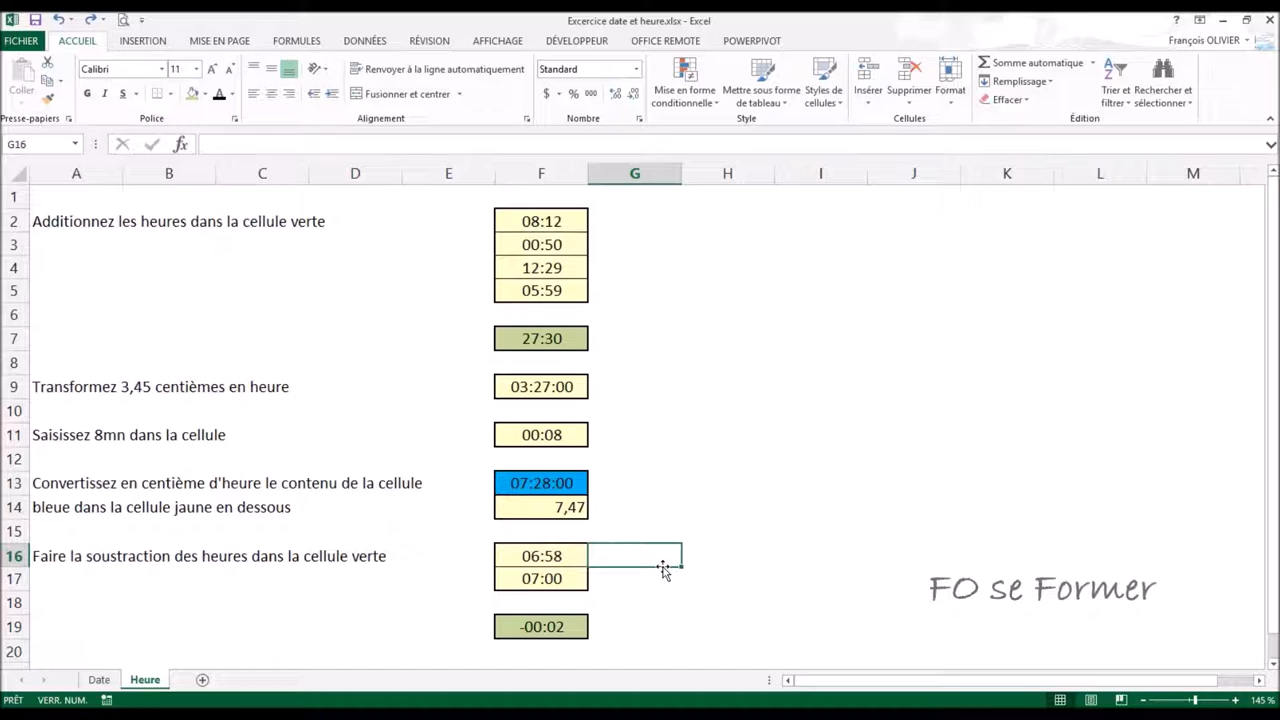 Excercice date et heure.xlsx - Excel
FICHIER ACCUEIL INSERTION MISE EN PAGE FORMULES DONNÉES RÉVISION AFFICHAGE DÉVELOPPEUR OFFICE REMOTE POWERPIVOT François OLIVIER
Coller Calibri 11 Renvoyer à la ligne automatiquement Standard Mise en forme conditionnelle Mettre sous forme de tableau Styles de cellules Insérer Supprimer Format Somme automatique Trier et filtrer Rechercher et sélectionner
G S Fusionner et centrer $ % 000 Remplissage
Effacer
Presse-papiers Police Alignement Nombre Style Cellules Édition
G16 fx
A B C D E F G H I J K L M
1
2 Additionnez les heures dans la cellule verte 08:12
3 00:50
4 12:29
5 05:59
6
7 27:30
8
9 Transformez 3,45 centièmes en heure 03:27:00
10
11 Saisissez 8mn dans la cellule 00:08
12
13 Convertissez en centième d'heure le contenu de la cellule 07:28:00
14 bleue dans la cellule jaune en dessous 7,47
15
16 Faire la soustraction des heures dans la cellule verte 06:58
17 07:00
FO se Former
18
19 -00:02
20
Date Heure
PRÊT VERR. NUM. 145 %